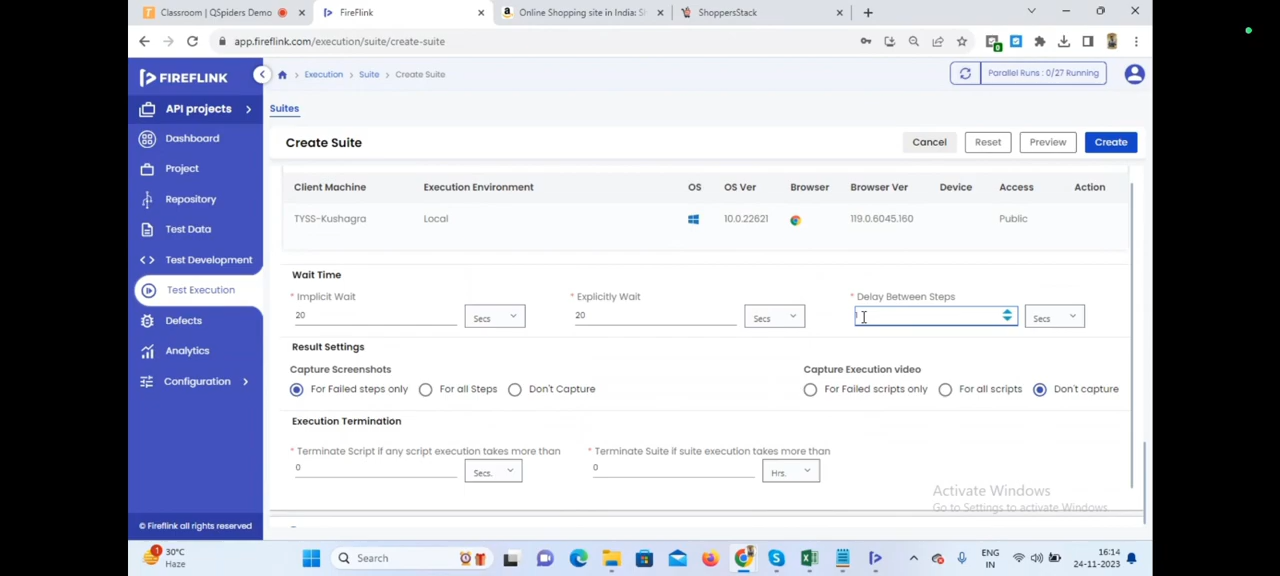 Classroom | QSpiders Demo
FireFlink
Online Shopping site in India: Sh
ShoppersStack
app.fireflink.com/execution/suite/create-suite
FIREFLINK
Execution > Suite > Create Suite
Parallel Runs : 0/27 Running
API projects
Dashboard
Project
Repository
Test Data
Test Development
Test Execution
Defects
Analytics
Configuration
© Fireflink all rights reserved
Suites
Create Suite
Cancel
Reset
Preview
Create
Client Machine Execution Environment OS OS Ver Browser Browser Ver Device Access Action
TYSS-Kushagra Local 10.0.22621 119.0.6045.160 Public
Wait Time
* Implicit Wait * Explicitly Wait * Delay Between Steps
20 Secs 20 Secs 1 Secs
Result Settings
Capture Screenshots Capture Execution video
For Failed steps only For all Steps Don't Capture For Failed scripts only For all scripts Don't capture
Execution Termination
* Terminate Script if any script execution takes more than * Terminate Suite if suite execution takes more than
0 Secs. 0 Hrs.
Activate Windows
Go to Settings to activate Windows.
1
30°C
Haze
Search
ENG
IN
16:14
24-11-2023